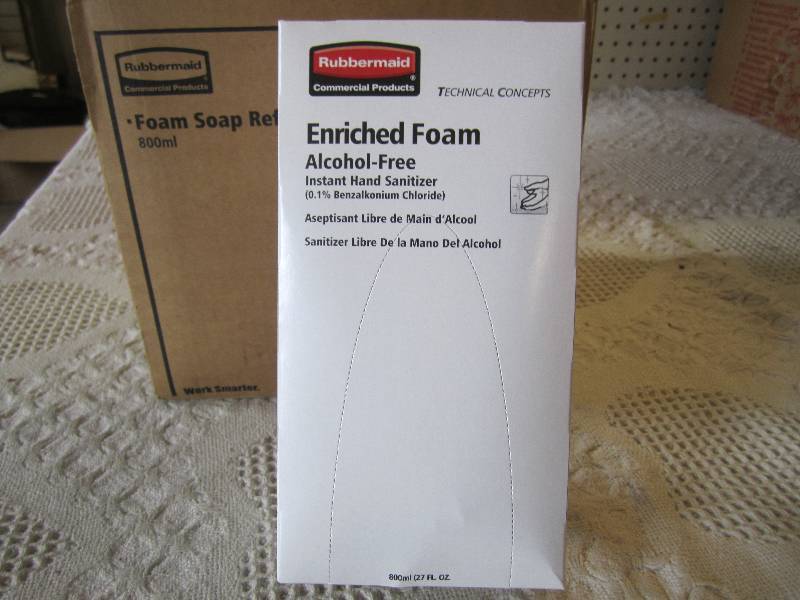 Rubbermaid
Commercial Products
·Foam Soap Ref
800ml
Work Smarter.
Rubbermaid®
Commercial Products
TECHNICAL CONCEPTS
Enriched Foam
Alcohol-Free
Instant Hand Sanitizer
(0.1% Benzalkonium Chloride)
Aseptisant Libre de Main d'Alcool
Sanitizer Libre De la Mano Del Alcohol
800ml (27 FL. OZ.